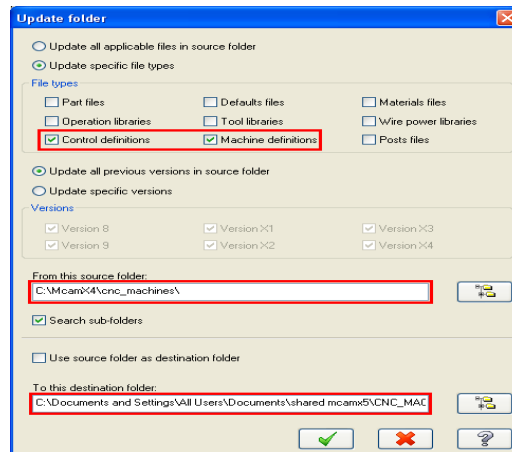 Update folder
Update all applicable files in source folder
Update specific file types
File types
Part files Defaults files Materials files
Operation libraries Tool libraries Wire power libraries
Control definitions Machine definitions Posts files
Update all previous versions in source folder
Update specific versions
Versions
Version 8 Version X1 Version X3
Version 9 Version X2 Version X4
From this source folder:
C:\McamX4\cnc_machines\
Search sub-folders
Use source folder as destination folder
To this destination folder:
C:\Documents and Settings\All Users\Documents\shared mcamx5\CNC_MAC